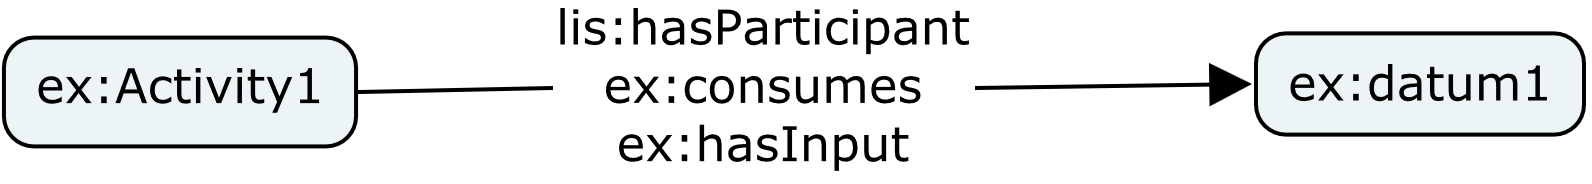 lis:hasParticipant
ex:Activity1
ex:consumes
ex:datum1
ex:hasInput